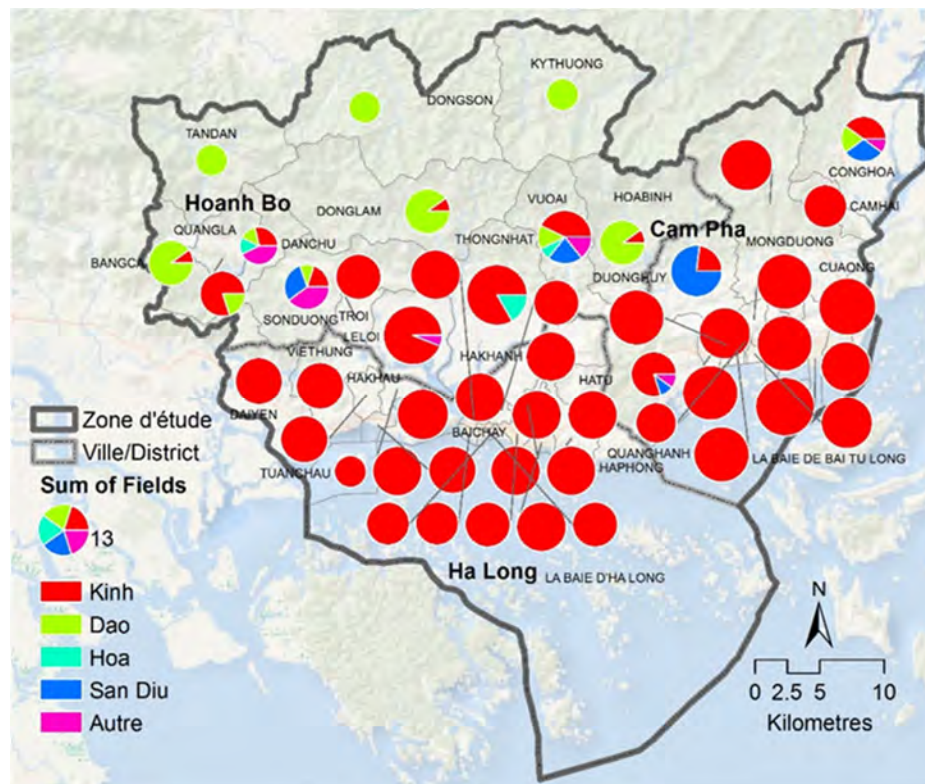 KYTHUONG
DONGSON
TANDAN
CONGHOA
Hoanh Bo
DONGLAM
VUOAI
HOABINH
CAMHAI
QUANGLA
DANCHU
THONGNHAT
Cam Pha
MONGDUONG
BANGCA
DUONGHUY
CUAONG
SONDUONG
TROI
LELOI
VIETHUNG
HAKHANH
HAKHAU
HATU
DAIYEN
BAICHAY
QUANGHANH
LA BAIE DE BAI TU LONG
TUANCHAU
HAPHONG
Ha Long
LA BAIE D'HA LONG
Zone d'étude
Ville/District
Sum of Fields
13
Kinh
Dao
Hoa
San Diu
Autre
N
0 2.5 5 10
Kilometres